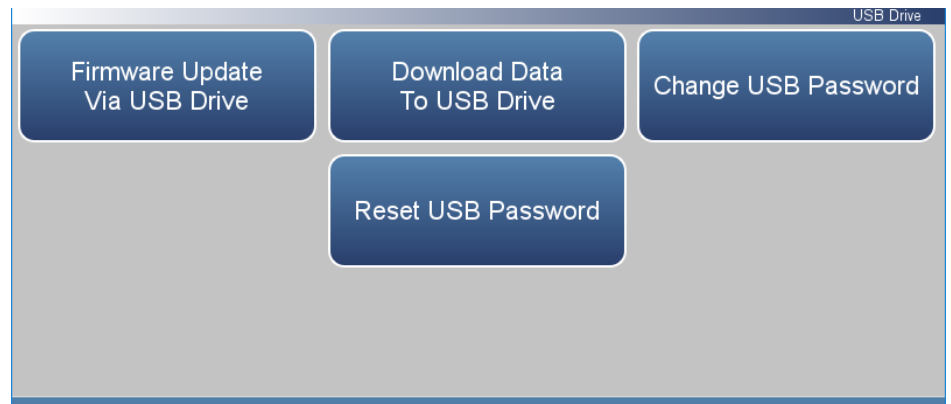 USB Drive
Firmware Update
Via USB Drive
Download Data
To USB Drive
Change USB Password
Reset USB Password